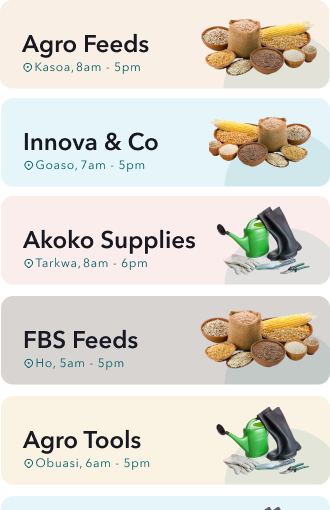 Agro Feeds
Kasoa, 8am - 5pm
Innova & Co
Goaso, 7am - 5pm
Akoko Supplies
Tarkwa, 8am - 6pm
FBS Feeds
Ho, 5am - 5pm
Agro Tools
Obuasi, 6am - 5pm